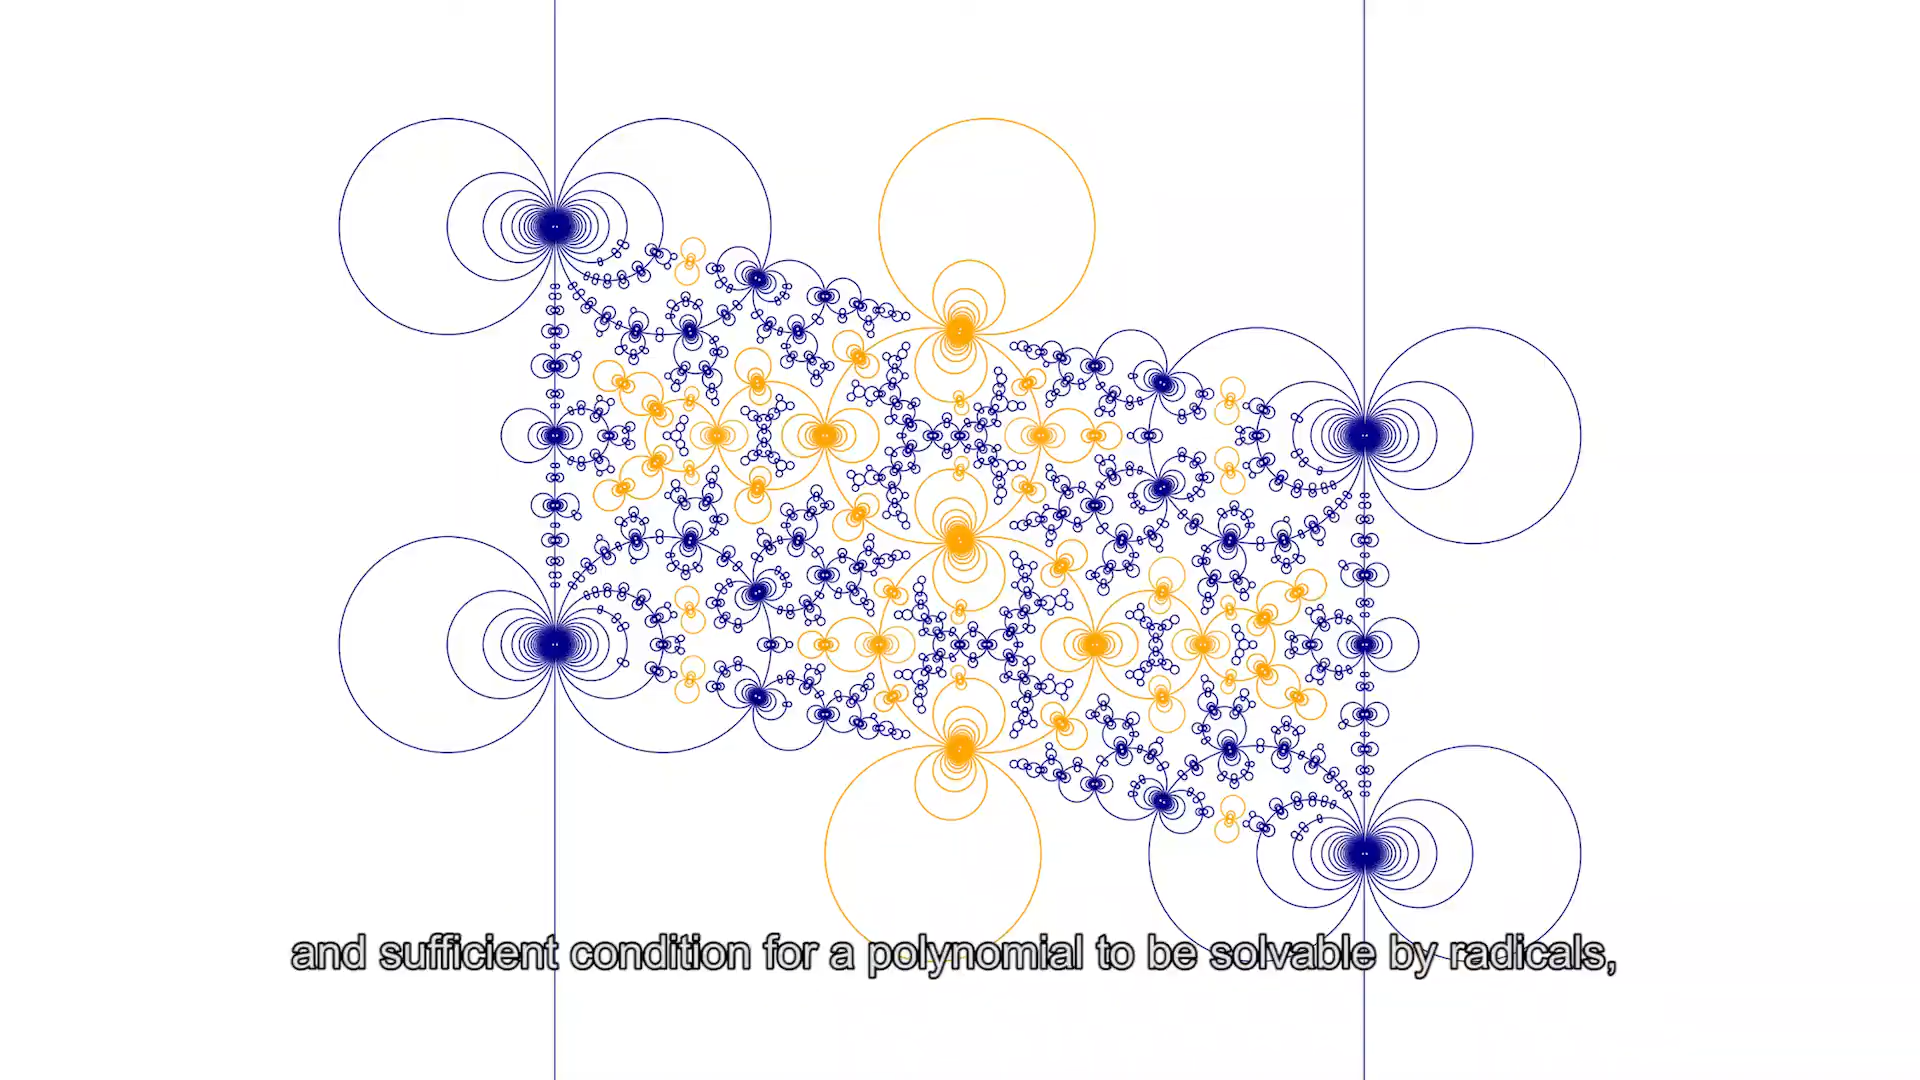 and sufficient condition for a polynomial to be solvable by radicals,